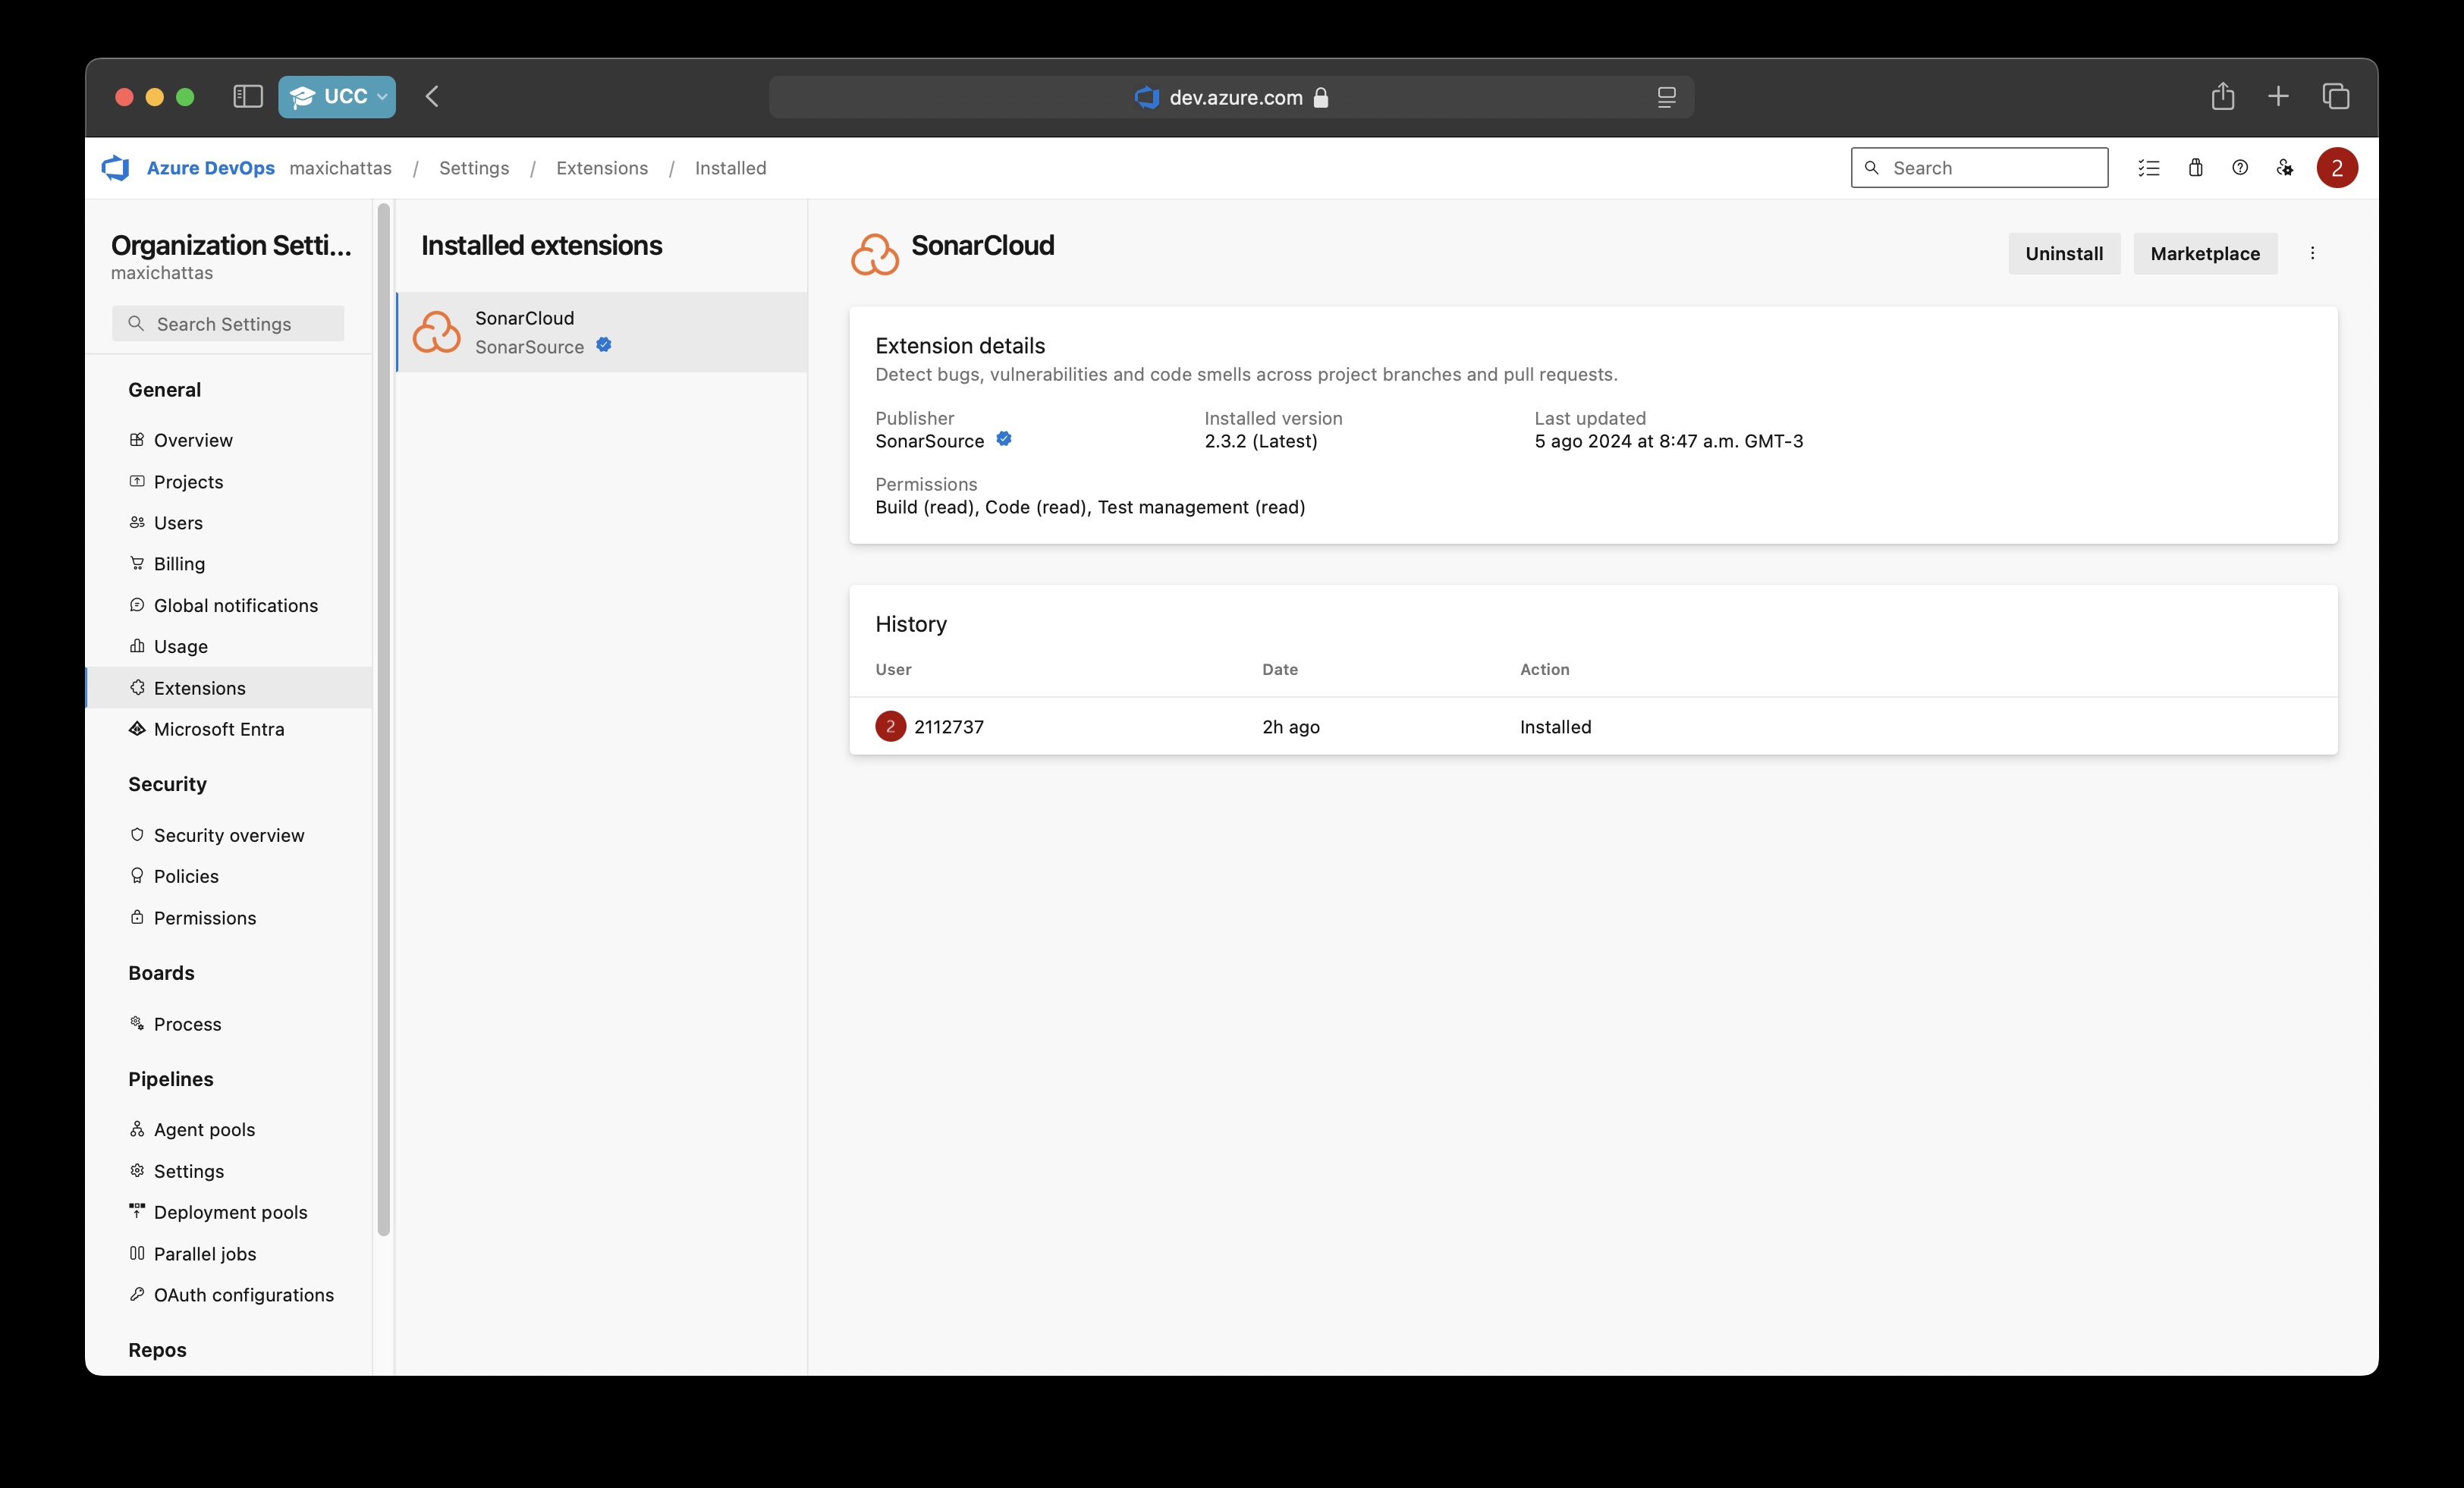 UCC
dev.azure.com
Azure DevOps maxichattas / Settings / Extensions / Installed
Search
2
Organization Setti...
maxichattas
Search Settings
General
Overview
Projects
Users
Billing
Global notifications
Usage
Extensions
Microsoft Entra
Security
Security overview
Policies
Permissions
Boards
Process
Pipelines
Agent pools
Settings
Deployment pools
Parallel jobs
OAuth configurations
Repos
Installed extensions
SonarCloud
SonarSource
SonarCloud
Uninstall
Marketplace
Extension details
Detect bugs, vulnerabilities and code smells across project branches and pull requests.
Publisher Installed version Last updated
SonarSource 2.3.2 (Latest) 5 ago 2024 at 8:47 a.m. GMT-3
Permissions
Build (read), Code (read), Test management (read)
History
User Date Action
2 2112737 2h ago Installed